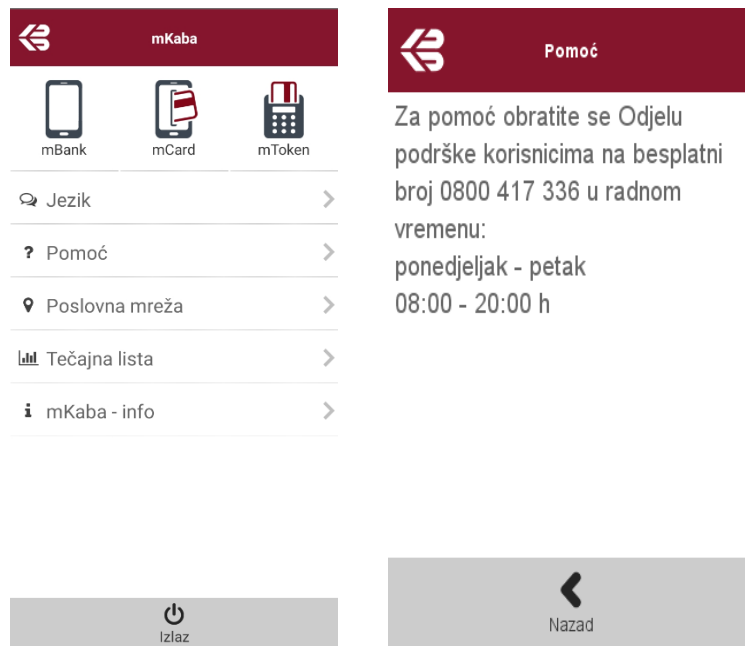 mKaba
mBank
mCard
mToken
Jezik
Pomoć
Poslovna mreža
Tečajna lista
mKaba - info
Izlaz
Pomoć
Za pomoć obratite se Odjelu
podrške korisnicima na besplatni
broj 0800 417 336 u radnom
vremenu:
ponedjeljak - petak
08:00 - 20:00 h
Nazad